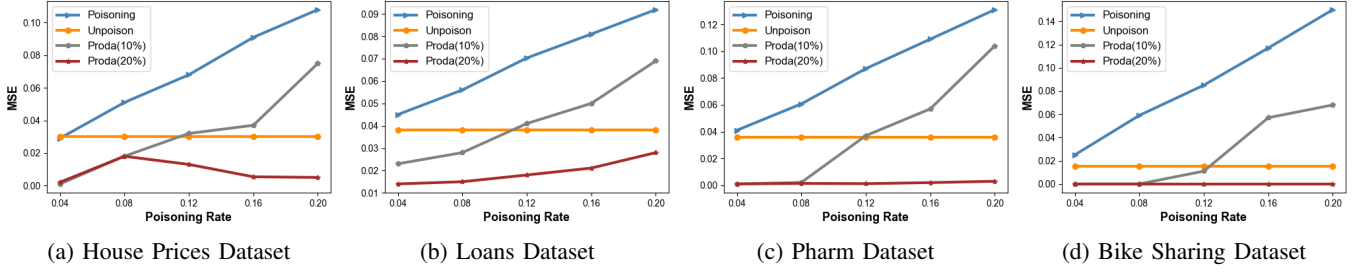 Poisoning
Unpoison
Proda(10%)
Proda(20%)
MSE
0.10
0.08
0.06
0.04
0.02
0.00
0.04 0.08 0.12 0.16 0.20
Poisoning Rate
(a) House Prices Dataset
Poisoning
Unpoison
Proda(10%)
Proda(20%)
MSE
0.09
0.08
0.07
0.06
0.05
0.04
0.03
0.02
0.01
0.04 0.08 0.12 0.16 0.20
Poisoning Rate
(b) Loans Dataset
Poisoning
Unpoison
Proda(10%)
Proda(20%)
MSE
0.12
0.10
0.08
0.06
0.04
0.02
0.00
0.04 0.08 0.12 0.16 0.20
Poisoning Rate
(c) Pharm Dataset
Poisoning
Unpoison
Proda(10%)
Proda(20%)
MSE
0.14
0.12
0.10
0.08
0.06
0.04
0.02
0.00
0.04 0.08 0.12 0.16 0.20
Poisoning Rate
(d) Bike Sharing Dataset